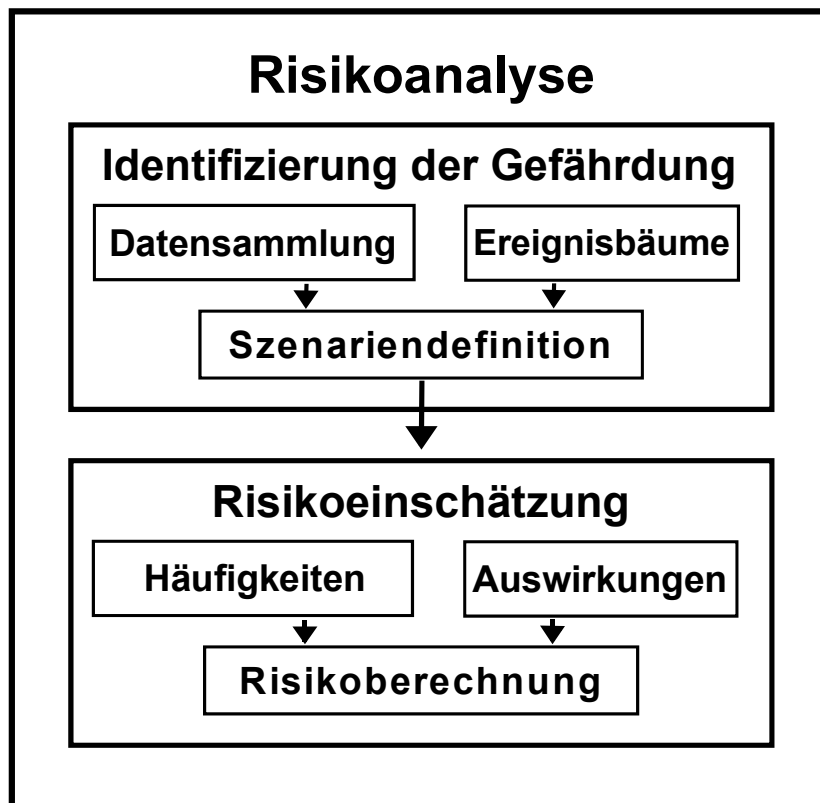 Risikoanalyse
Identifizierung der Gefährdung
Datensammlung
Ereignisbäume
Szenariendefinition
Risikoeinschätzung
Häufigkeiten
Auswirkungen
Risikoberechnung